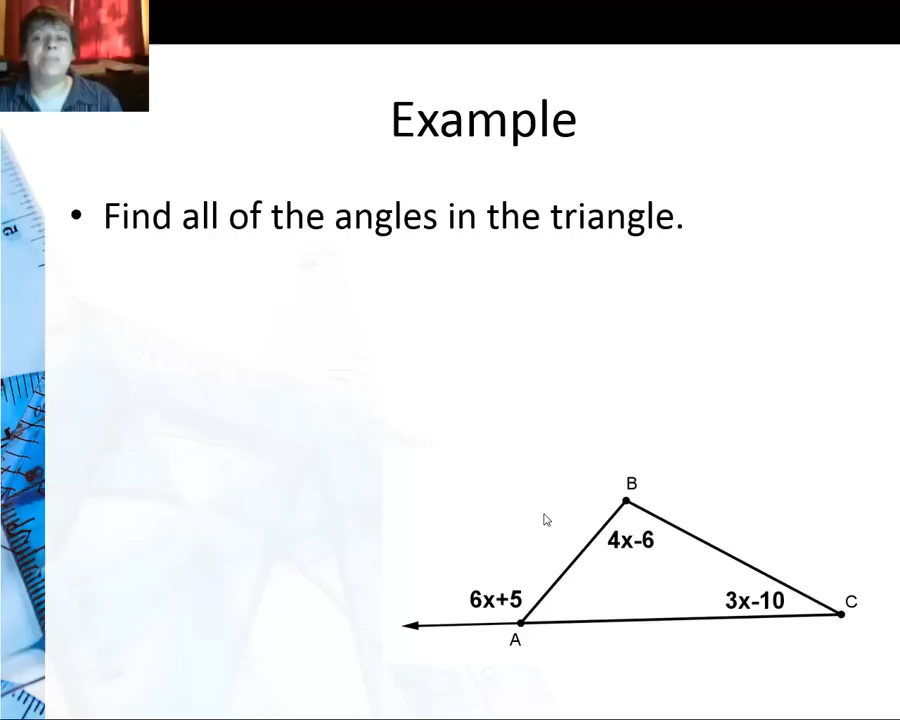 Example
• Find all of the angles in the triangle.
B
4x-6
6x+5
3x-10
C
A